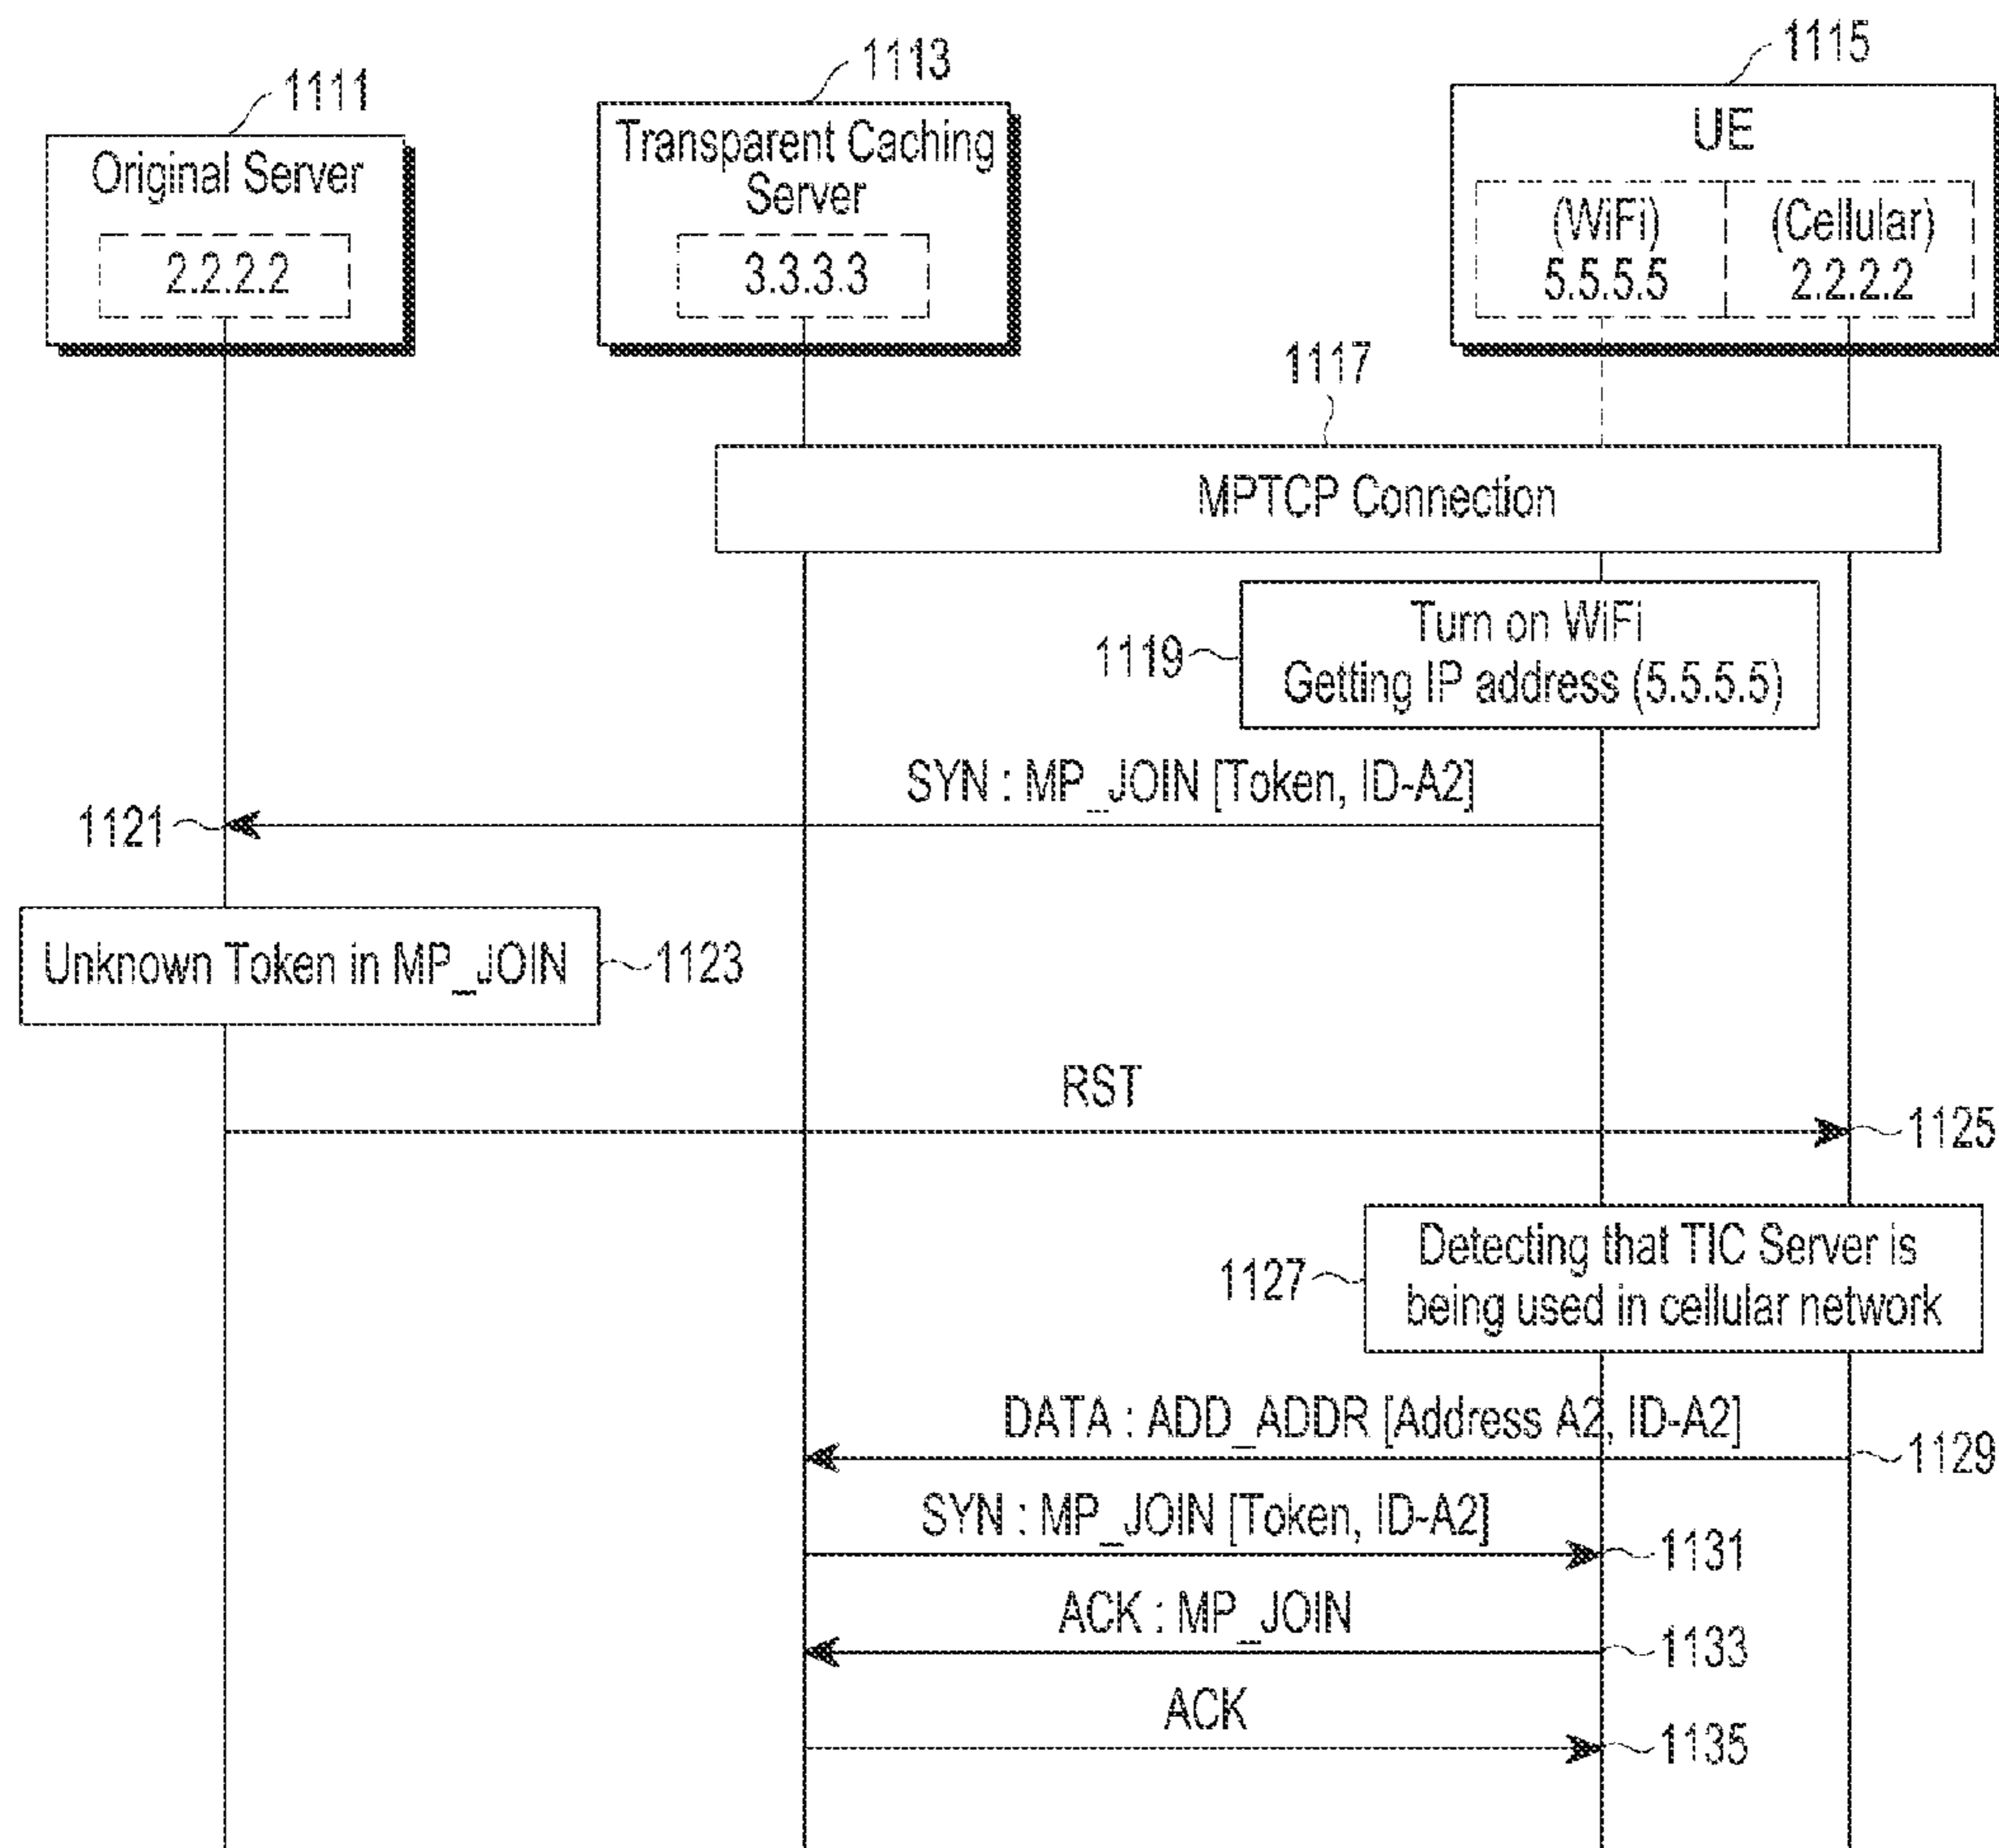 1111
1113
1115
Original Server
2.2.2.2
Transparent Caching
Server
3.3.3.3
UE
(WiFi)
5.5.5.5
(Cellular)
2.2.2.2
1117
MPTCP Connection
1119
Turn on WiFi
Getting IP address (5.5.5.5)
SYN : MP_JOIN [Token, ID-A2]
1121
Unknown Token in MP_JOIN
1123
RST
1125
1127
Detecting that TIC Server is
being used in cellular network
DATA : ADD_ADDR [Address A2, ID-A2]
1129
SYN : MP_JOIN [Token, ID-A2]
1131
ACK : MP_JOIN
1133
ACK
1135